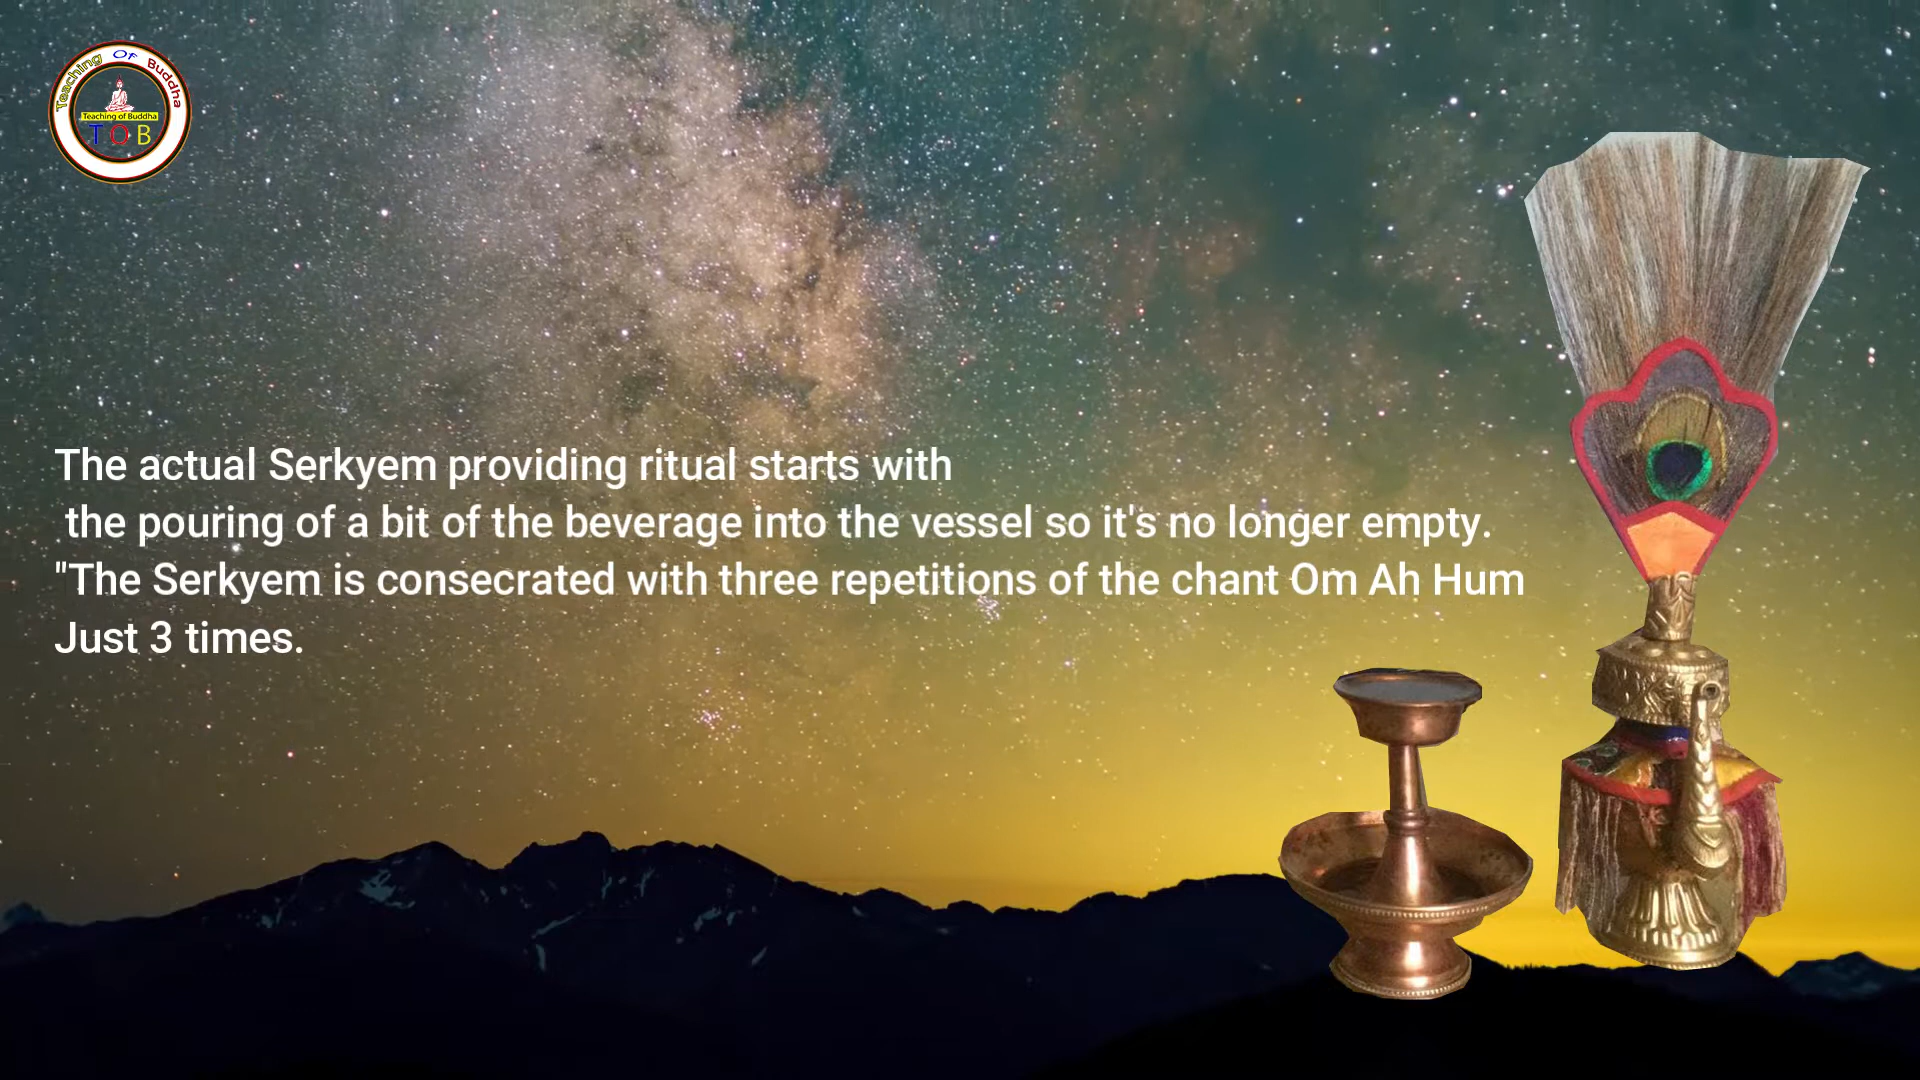 Teaching Of Buddha
Teaching of Buddha
T O B
The actual Serkyem providing ritual starts with
the pouring of a bit of the beverage into the vessel so it's no longer empty.
"The Serkyem is consecrated with three repetitions of the chant Om Ah Hum
Just 3 times.